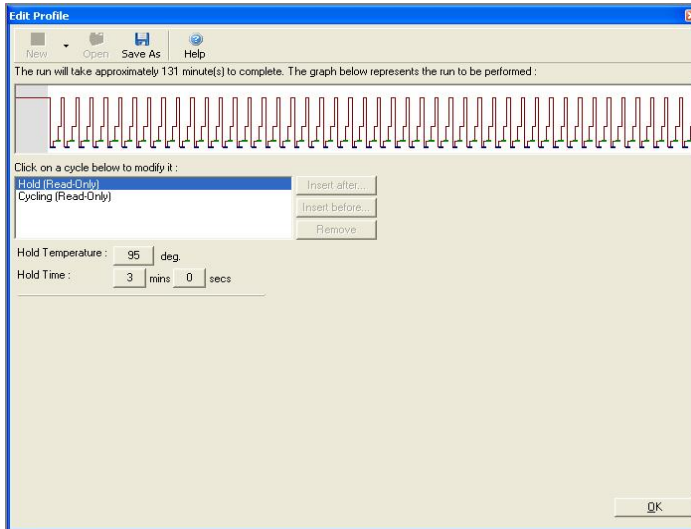 Edit Profile
New Open Save As Help
The run will take approximately 131 minute(s) to complete. The graph below represents the run to be performed :
Click on a cycle below to modify it :
Hold (Read-Only)
Cycling (Read-Only)
Insert after...
Insert before...
Remove
Hold Temperature : 95 deg.
Hold Time : 3 mins 0 secs
OK